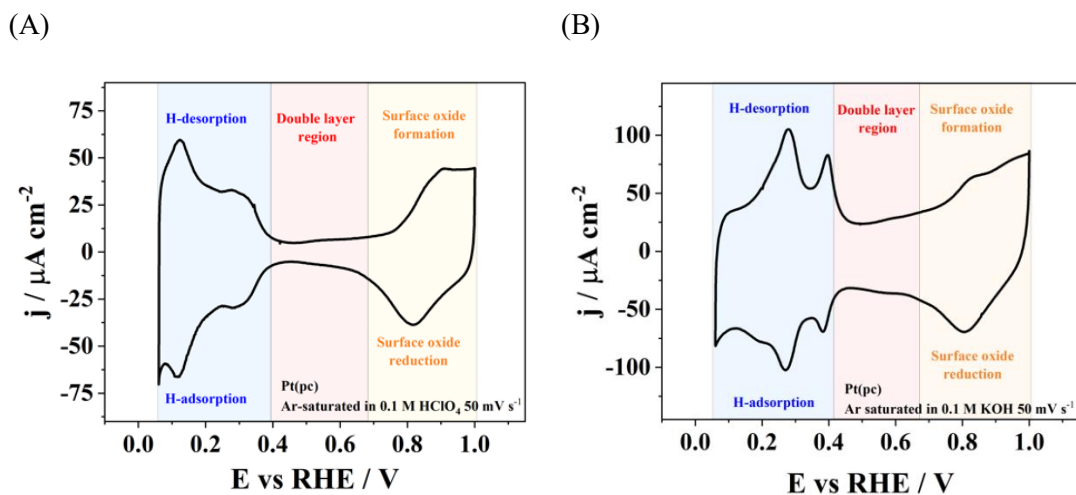 (A)
(B)
H-desorption
Double layer
region
Surface oxide
formation
75
50
25
0
-25
-50
-75
j / μA cm⁻²
H-adsorption
Surface oxide
reduction
Pt(pc)
Ar-saturated in 0.1 M HClO₄ 50 mV s⁻¹
0.0 0.2 0.4 0.6 0.8 1.0
E vs RHE / V
H-desorption
Double layer
region
Surface oxide
formation
100
50
0
-50
-100
j / μA cm⁻²
H-adsorption
Surface oxide
reduction
Pt(pc)
Ar saturated in 0.1 M KOH 50 mV s⁻¹
0.0 0.2 0.4 0.6 0.8 1.0
E vs RHE / V